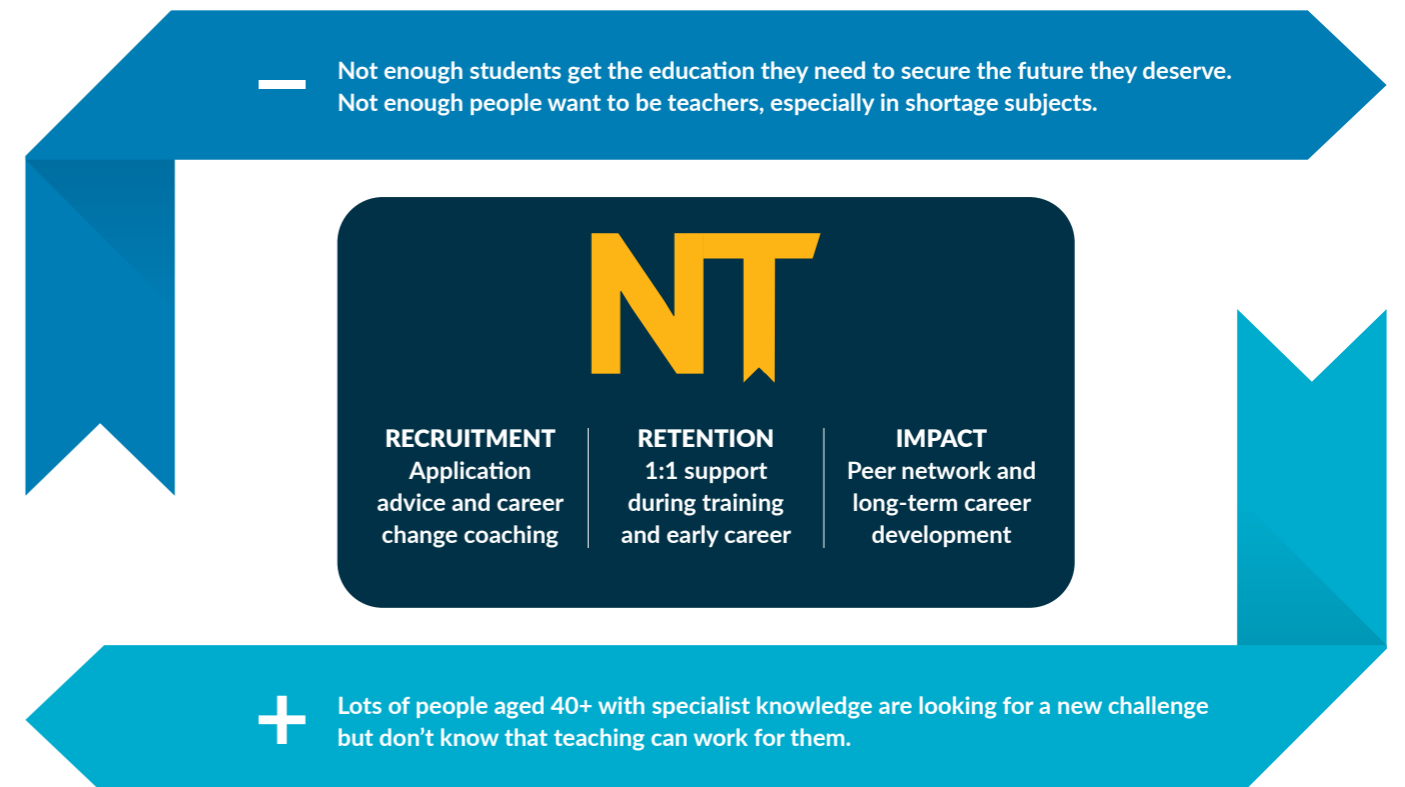 Not enough students get the education they need to secure the future they deserve.
Not enough people want to be teachers, especially in shortage subjects.
NT
RECRUITMENT
Application
advice and career
change coaching
RETENTION
1:1 support
during training
and early career
IMPACT
Peer network and
long-term career
development
Lots of people aged 40+ with specialist knowledge are looking for a new challenge
but don’t know that teaching can work for them.